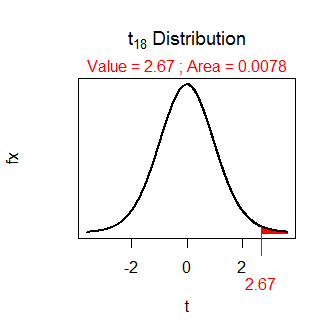 t₁₈ Distribution
Value = 2.67 ; Area = 0.0078
fx
-2 0 2
2.67
t